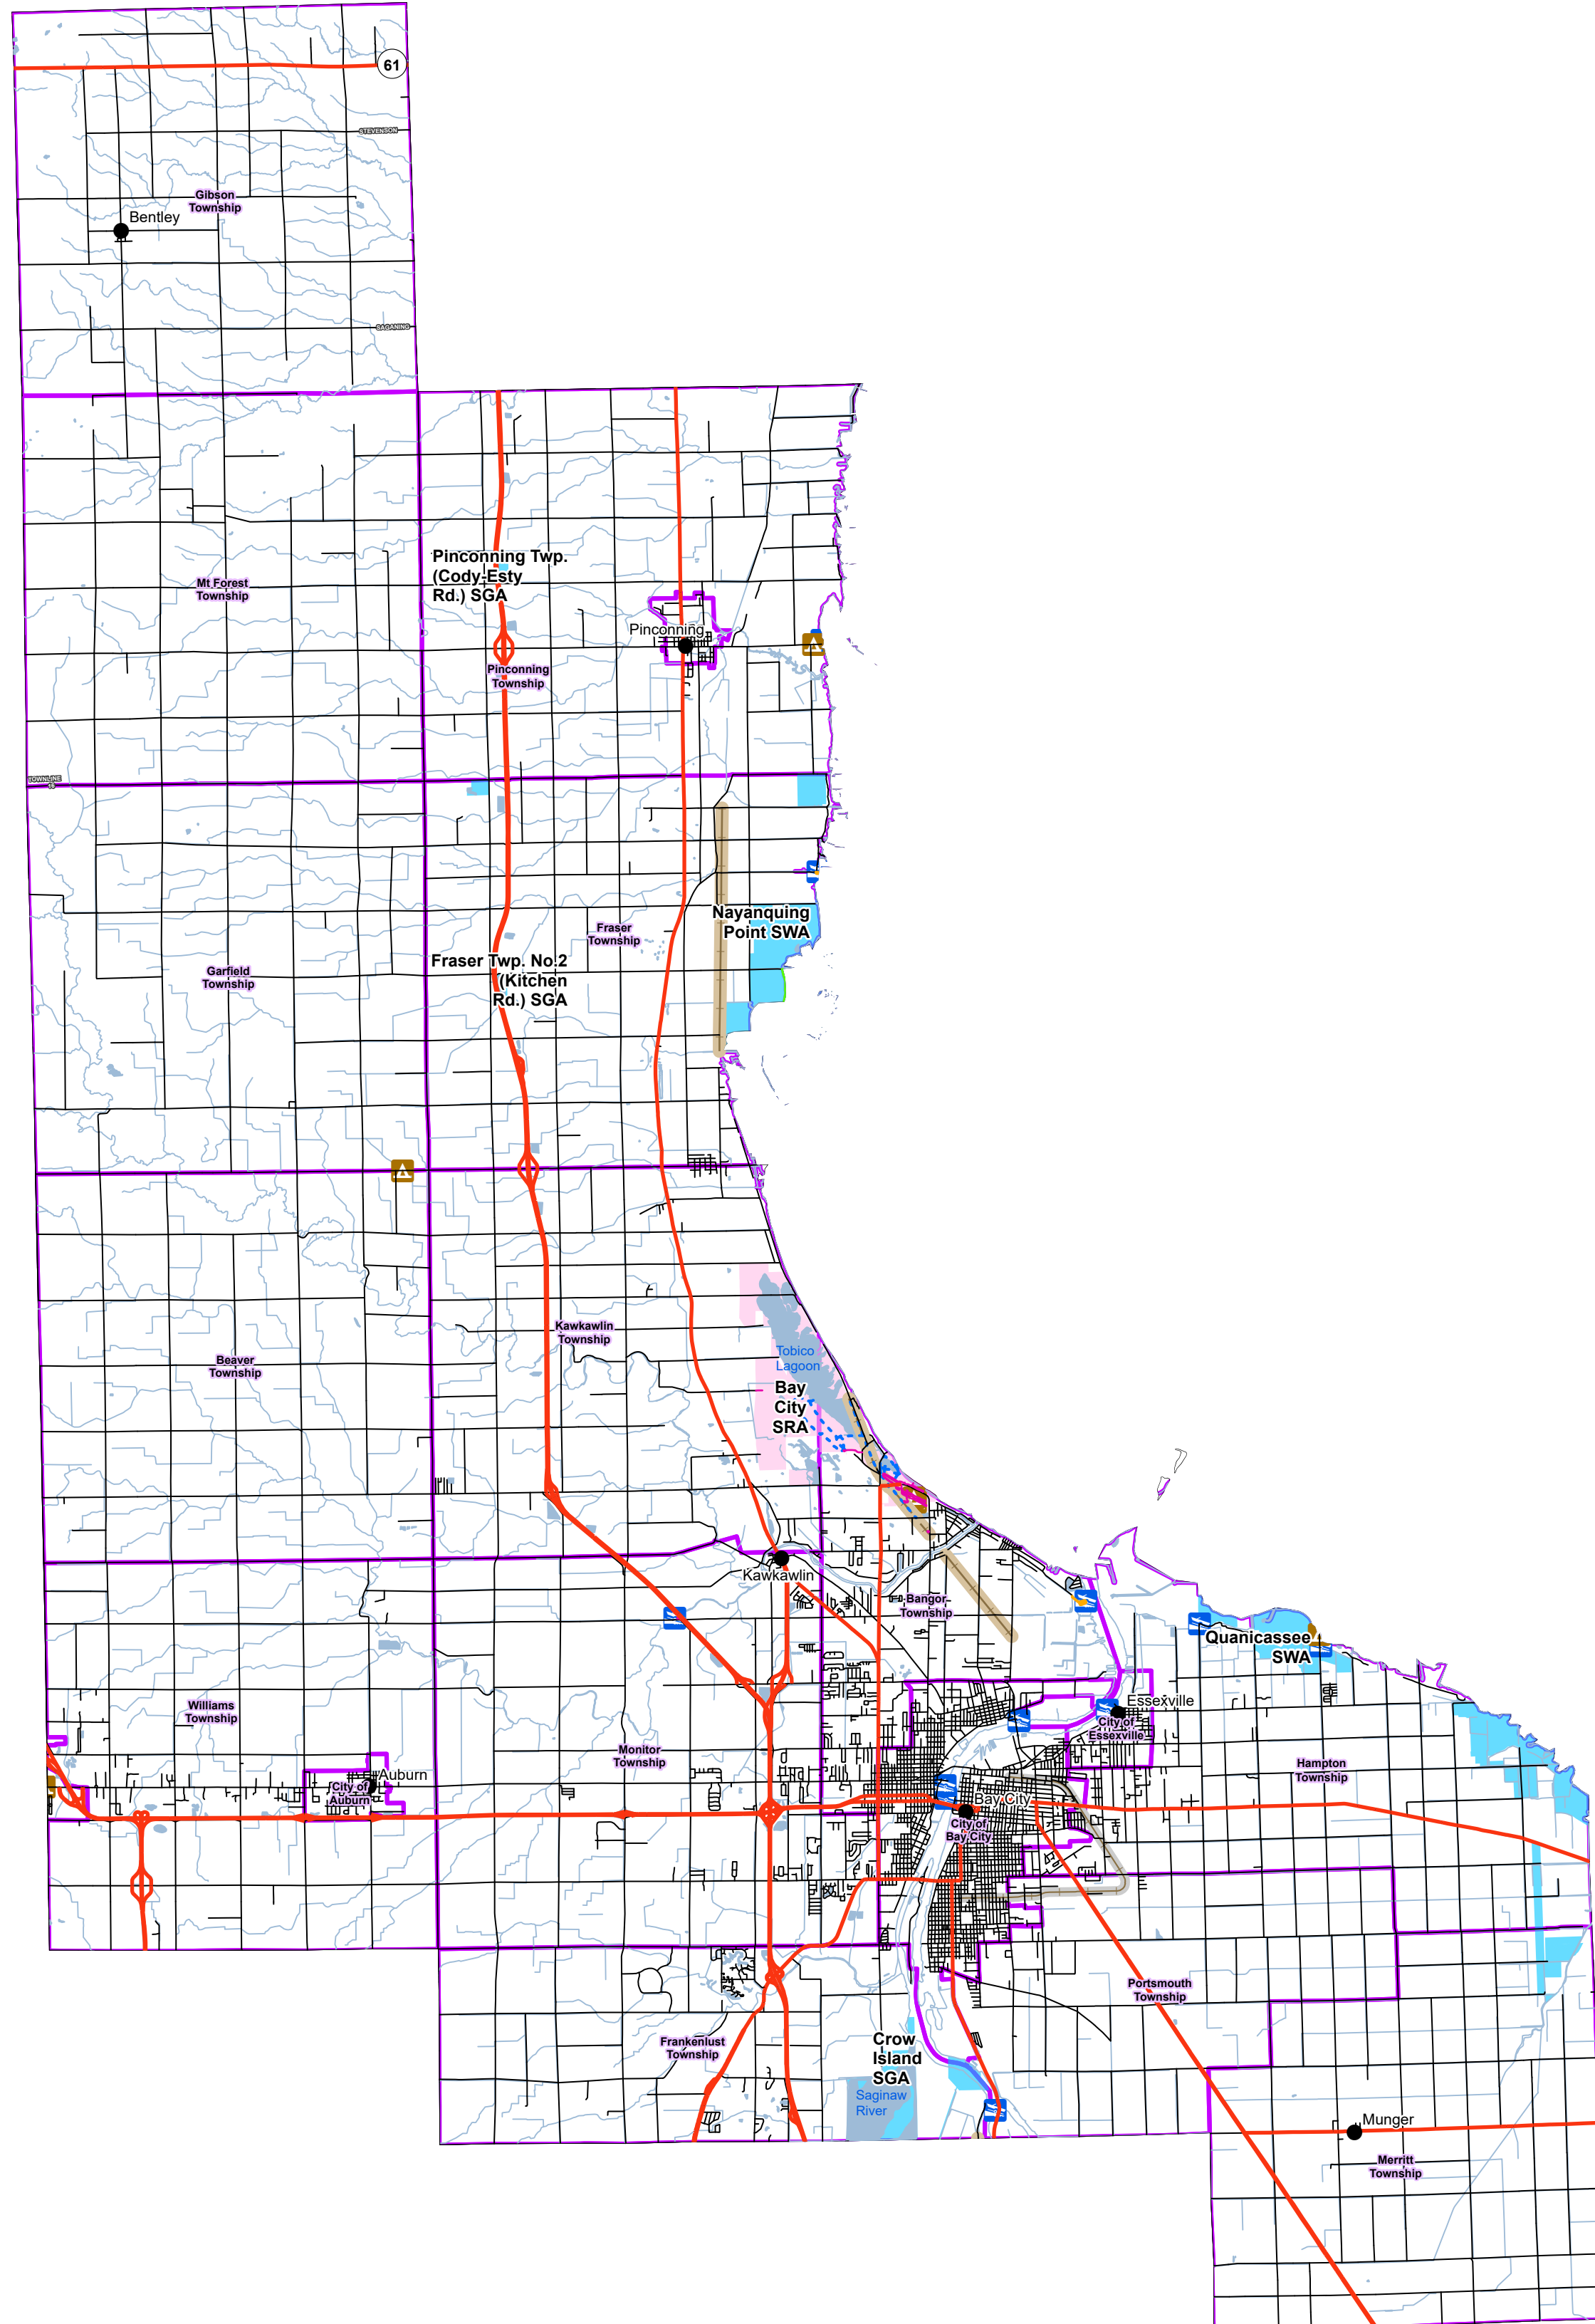 61
STEVENSON
Gibson
Township
Bentley
SAGANING
Pinconning Twp.
(Cody-Esty
Rd.) SGA
Mt Forest
Township
Pinconning
Pinconning
Township
TOWNLINE
16
Nayanquing
Point SWA
Fraser
Township
Fraser Twp. No.2
(Kitchen
Rd.) SGA
Garfield
Township
Kawkawlin
Township
Tobico
Lagoon
Beaver
Township
Bay
City
SRA
Kawkawlin
Bangor
Township
Quanicassee
SWA
Essexville
City of
Essexville
Williams
Township
Monitor
Township
Hampton
Township
Auburn
City of
Auburn
Bay City
City of
Bay City
Portsmouth
Township
Frankenlust
Township
Crow
Island
SGA
Saginaw
River
Munger
Merritt
Township